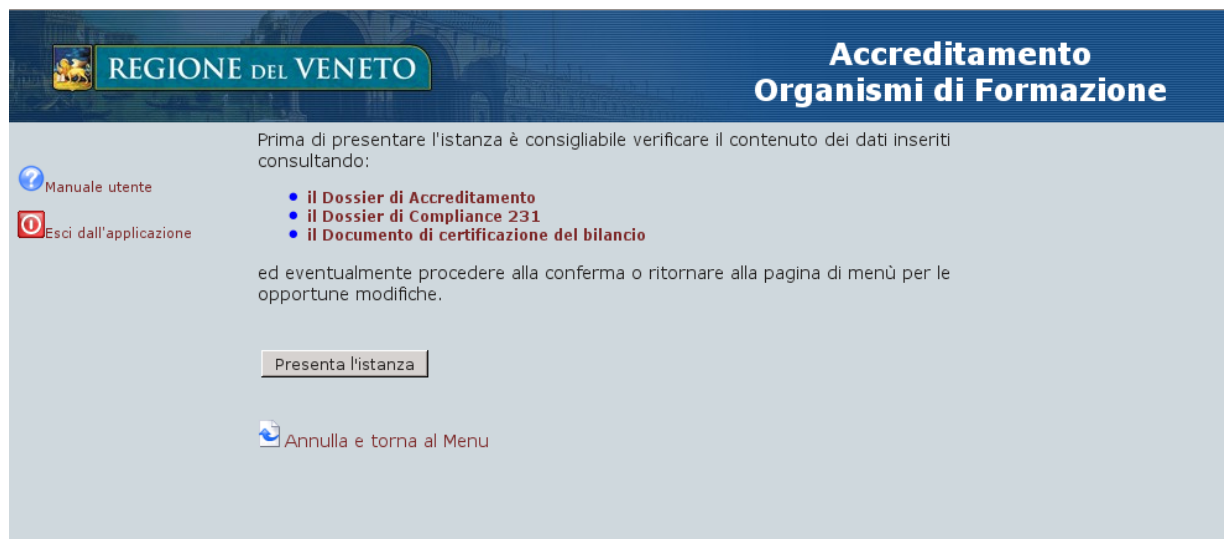 REGIONE DEL VENETO
Accreditamento
Organismi di Formazione
Manuale utente
Esci dall'applicazione
Prima di presentare l'istanza è consigliabile verificare il contenuto dei dati inseriti
consultando:
il Dossier di Accreditamento
il Dossier di Compliance 231
il Documento di certificazione del bilancio
ed eventualmente procedere alla conferma o ritornare alla pagina di menù per le
opportune modifiche.
Presenta l'istanza
Annulla e torna al Menu